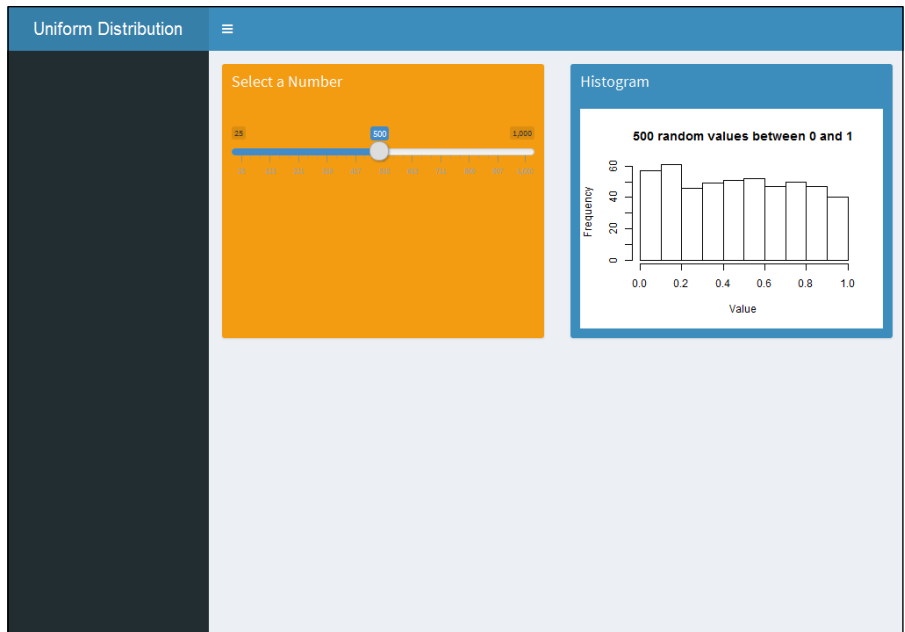 Uniform Distribution
Select a Number
25
500
1,000
Histogram
500 random values between 0 and 1
Frequency
60
40
20
0
0.0 0.2 0.4 0.6 0.8 1.0
Value